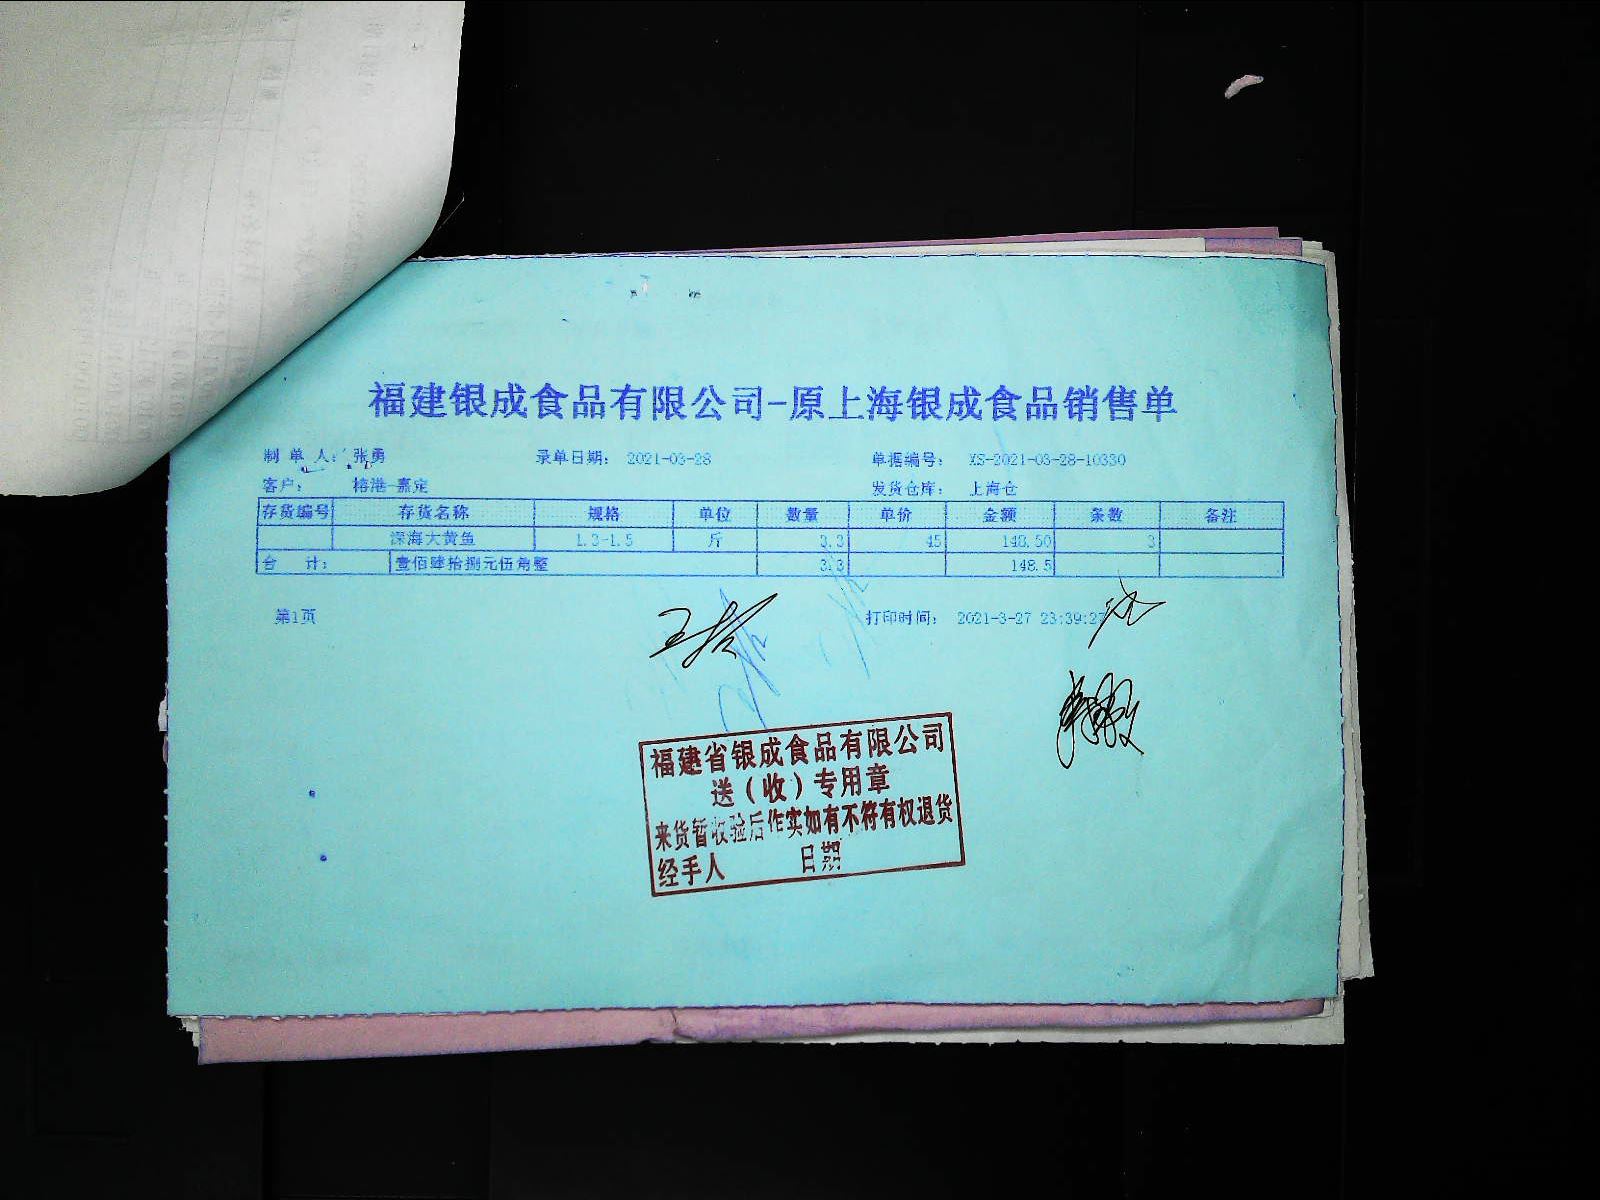 福建银成食品有限公司-原上海银成食品销售单
制 单 人: 张勇 录单日期: 2021-03-28 单据编号: XS-2021-03-28-10330
客户: 榕港-嘉定 发货仓库: 上海仓
存货编号 存货名称 规格 单位 数量 单价 金额 条数 备注
深海大黄鱼 1.3-1.5 斤 3.3 45 148.50 3
合 计: 壹佰肆拾捌元伍角整 3.3 148.5
第1页 打印时间: 2021-3-27 23:39:27
福建省银成食品有限公司
送(收)专用章
来货暂收验后作实如有不符有权退货
经手人 日期